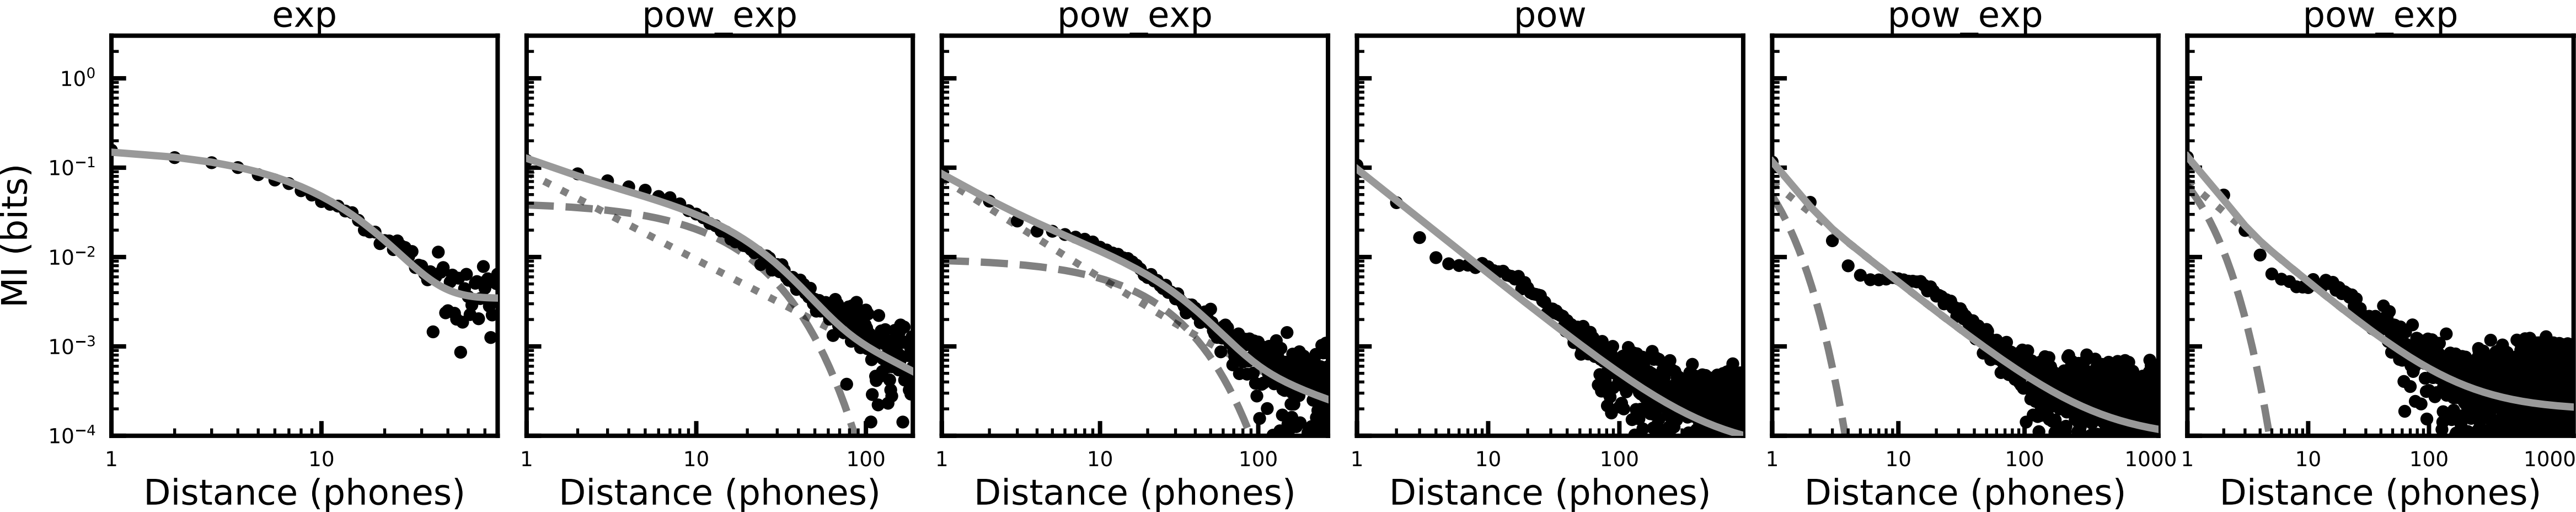 exp pow_exp pow_exp pow pow_exp pow_exp
MI (bits)
10⁰
10⁻¹
10⁻²
10⁻³
10⁻⁴
1 10 1 10 100 1 10 100 1 10 100 1 10 100 1000 1 10 100 1000
Distance (phones) Distance (phones) Distance (phones) Distance (phones) Distance (phones) Distance (phones)